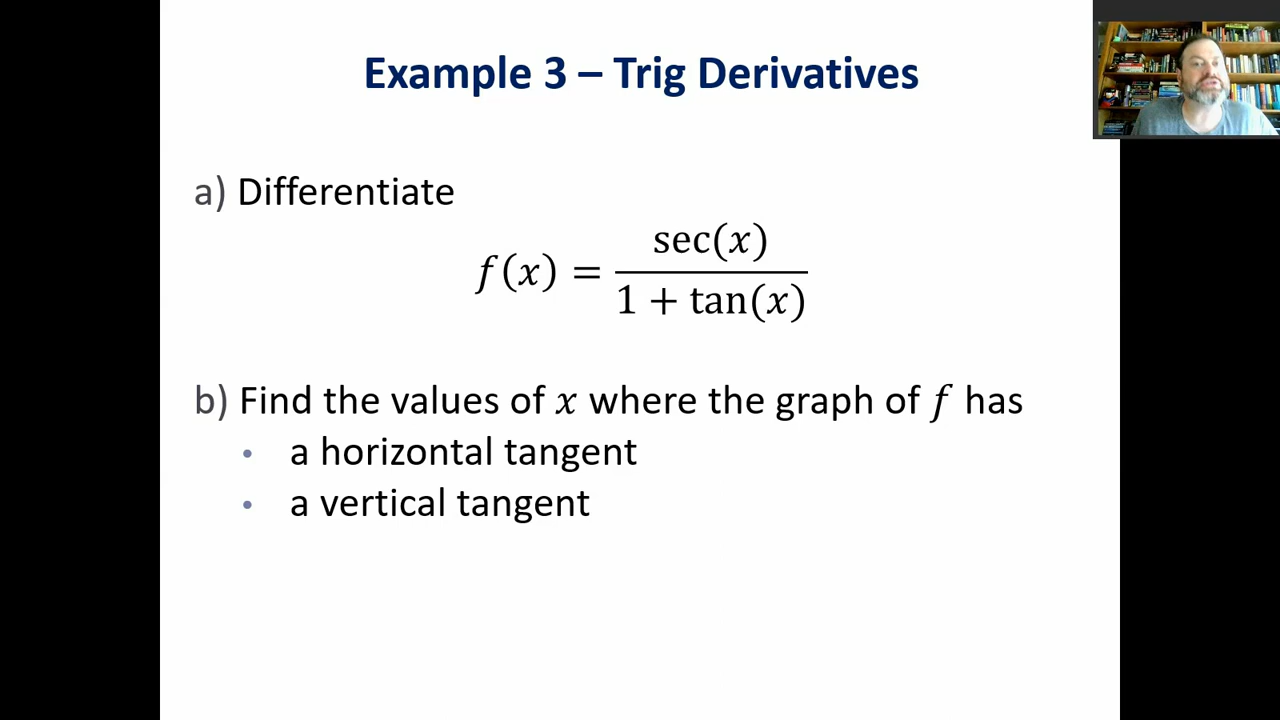 Example 3 – Trig Derivatives
a) Differentiate
f(x) = sec(x) / 1 + tan(x)
b) Find the values of x where the graph of f has
• a horizontal tangent
• a vertical tangent